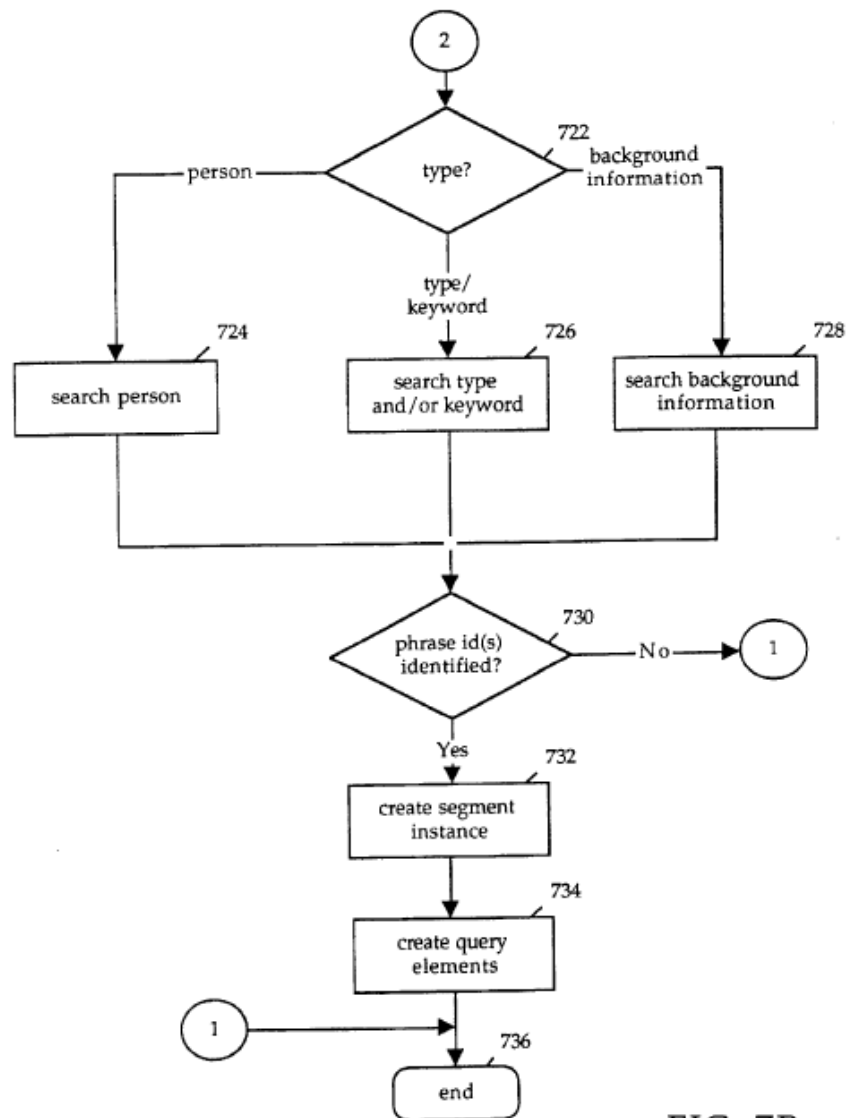 2
722
type?
person
background
information
type/
keyword
724
726
728
search person
search type
and/or keyword
search background
information
730
phrase id(s)
identified?
No
1
Yes
732
create segment
instance
734
create query
elements
1
736
end